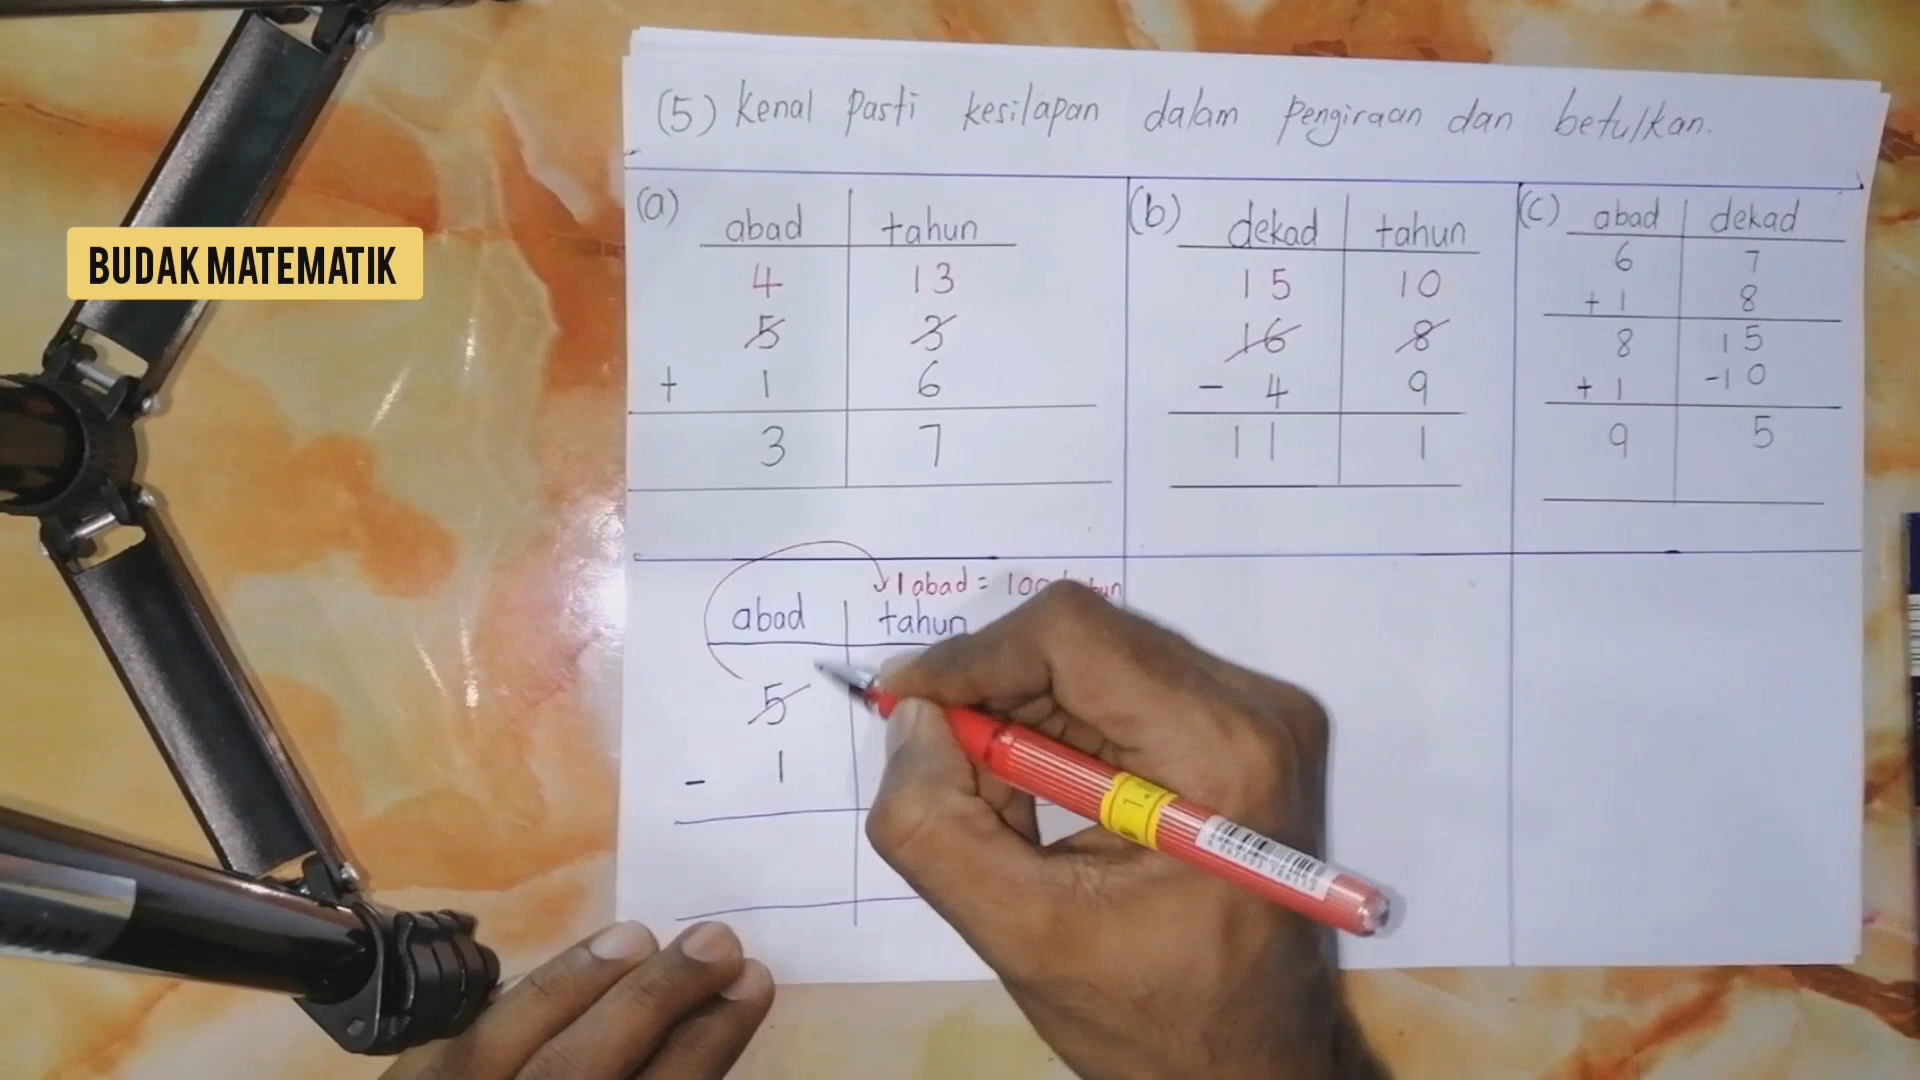 BUDAK MATEMATIK
(5) Kenal pasti kesilapan dalam pengiraan dan betulkan.
(a) abad tahun
4 13
5 3
+ 1 6
3 7
(b) dekad tahun
15 10
16 8
- 4 9
11 1
(c) abad dekad
6 7
+ 1 8
8 15
+ 1 -10
9 5
1 abad = 100
abad tahun
5
- 1